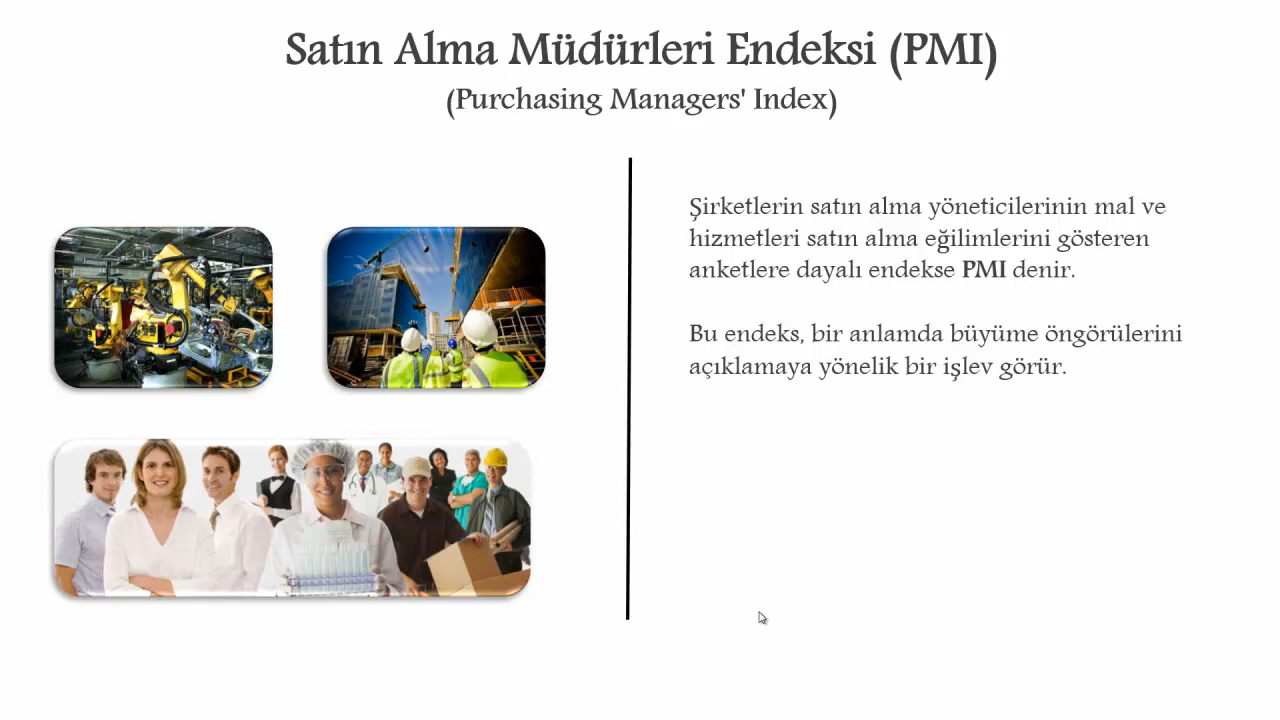 Satın Alma Müdürleri Endeksi (PMI)
(Purchasing Managers' Index)
Şirketlerin satın alma yöneticilerinin mal ve
hizmetleri satın alma eğilimlerini gösteren
anketlere dayalı endekse PMI denir.
Bu endeks, bir anlamda büyüme öngörülerini
açıklamaya yönelik bir işlev görür.